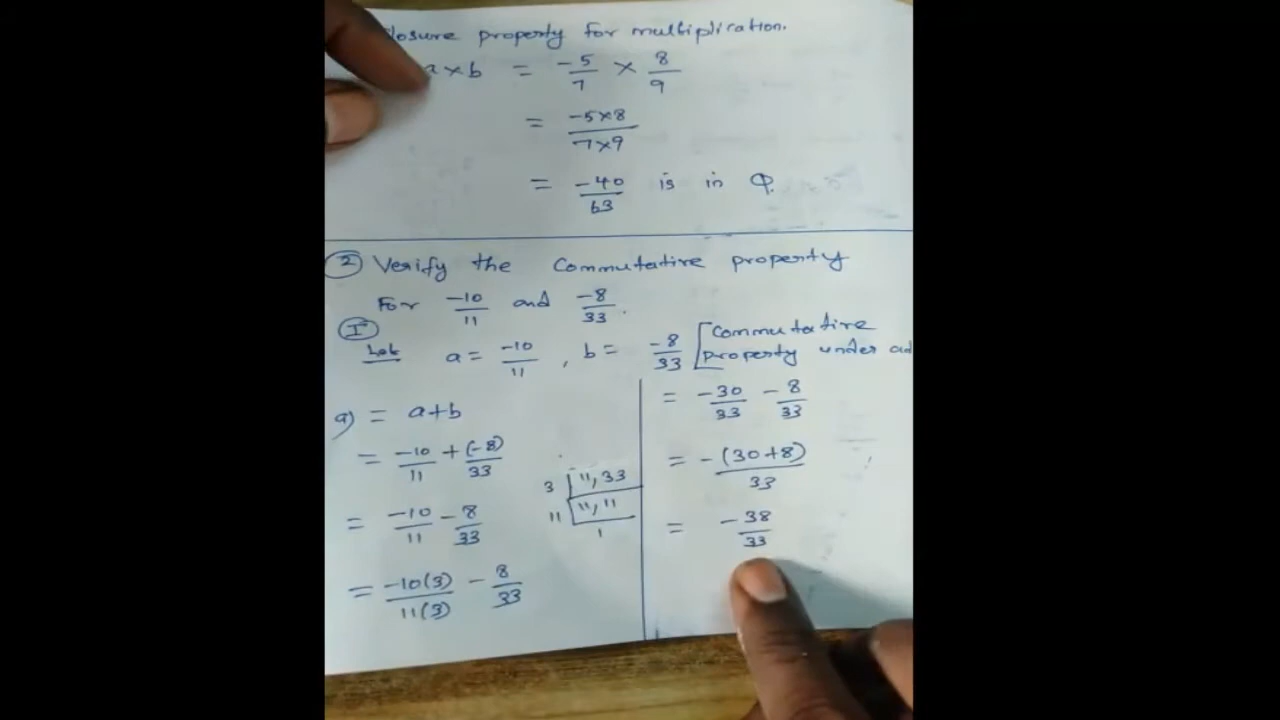 losure property for multiplication.
a×b = -5/7 × 8/9
= -5×8/7×9
= -40/63 is in Q.
② Verify the Commutative property
For -10/11 and -8/33.
Ⓘ Let a = -10/11, b = -8/33 [Commutative
property under ad
a) = a+b
= -10/11 + (-8)/33
= -10/11 - 8/33
= -10(3)/11(3) - 8/33
3 | 11, 33
11 | 11, 11
1
= -30/33 - 8/33
= -(30+8)/33
= -38/33